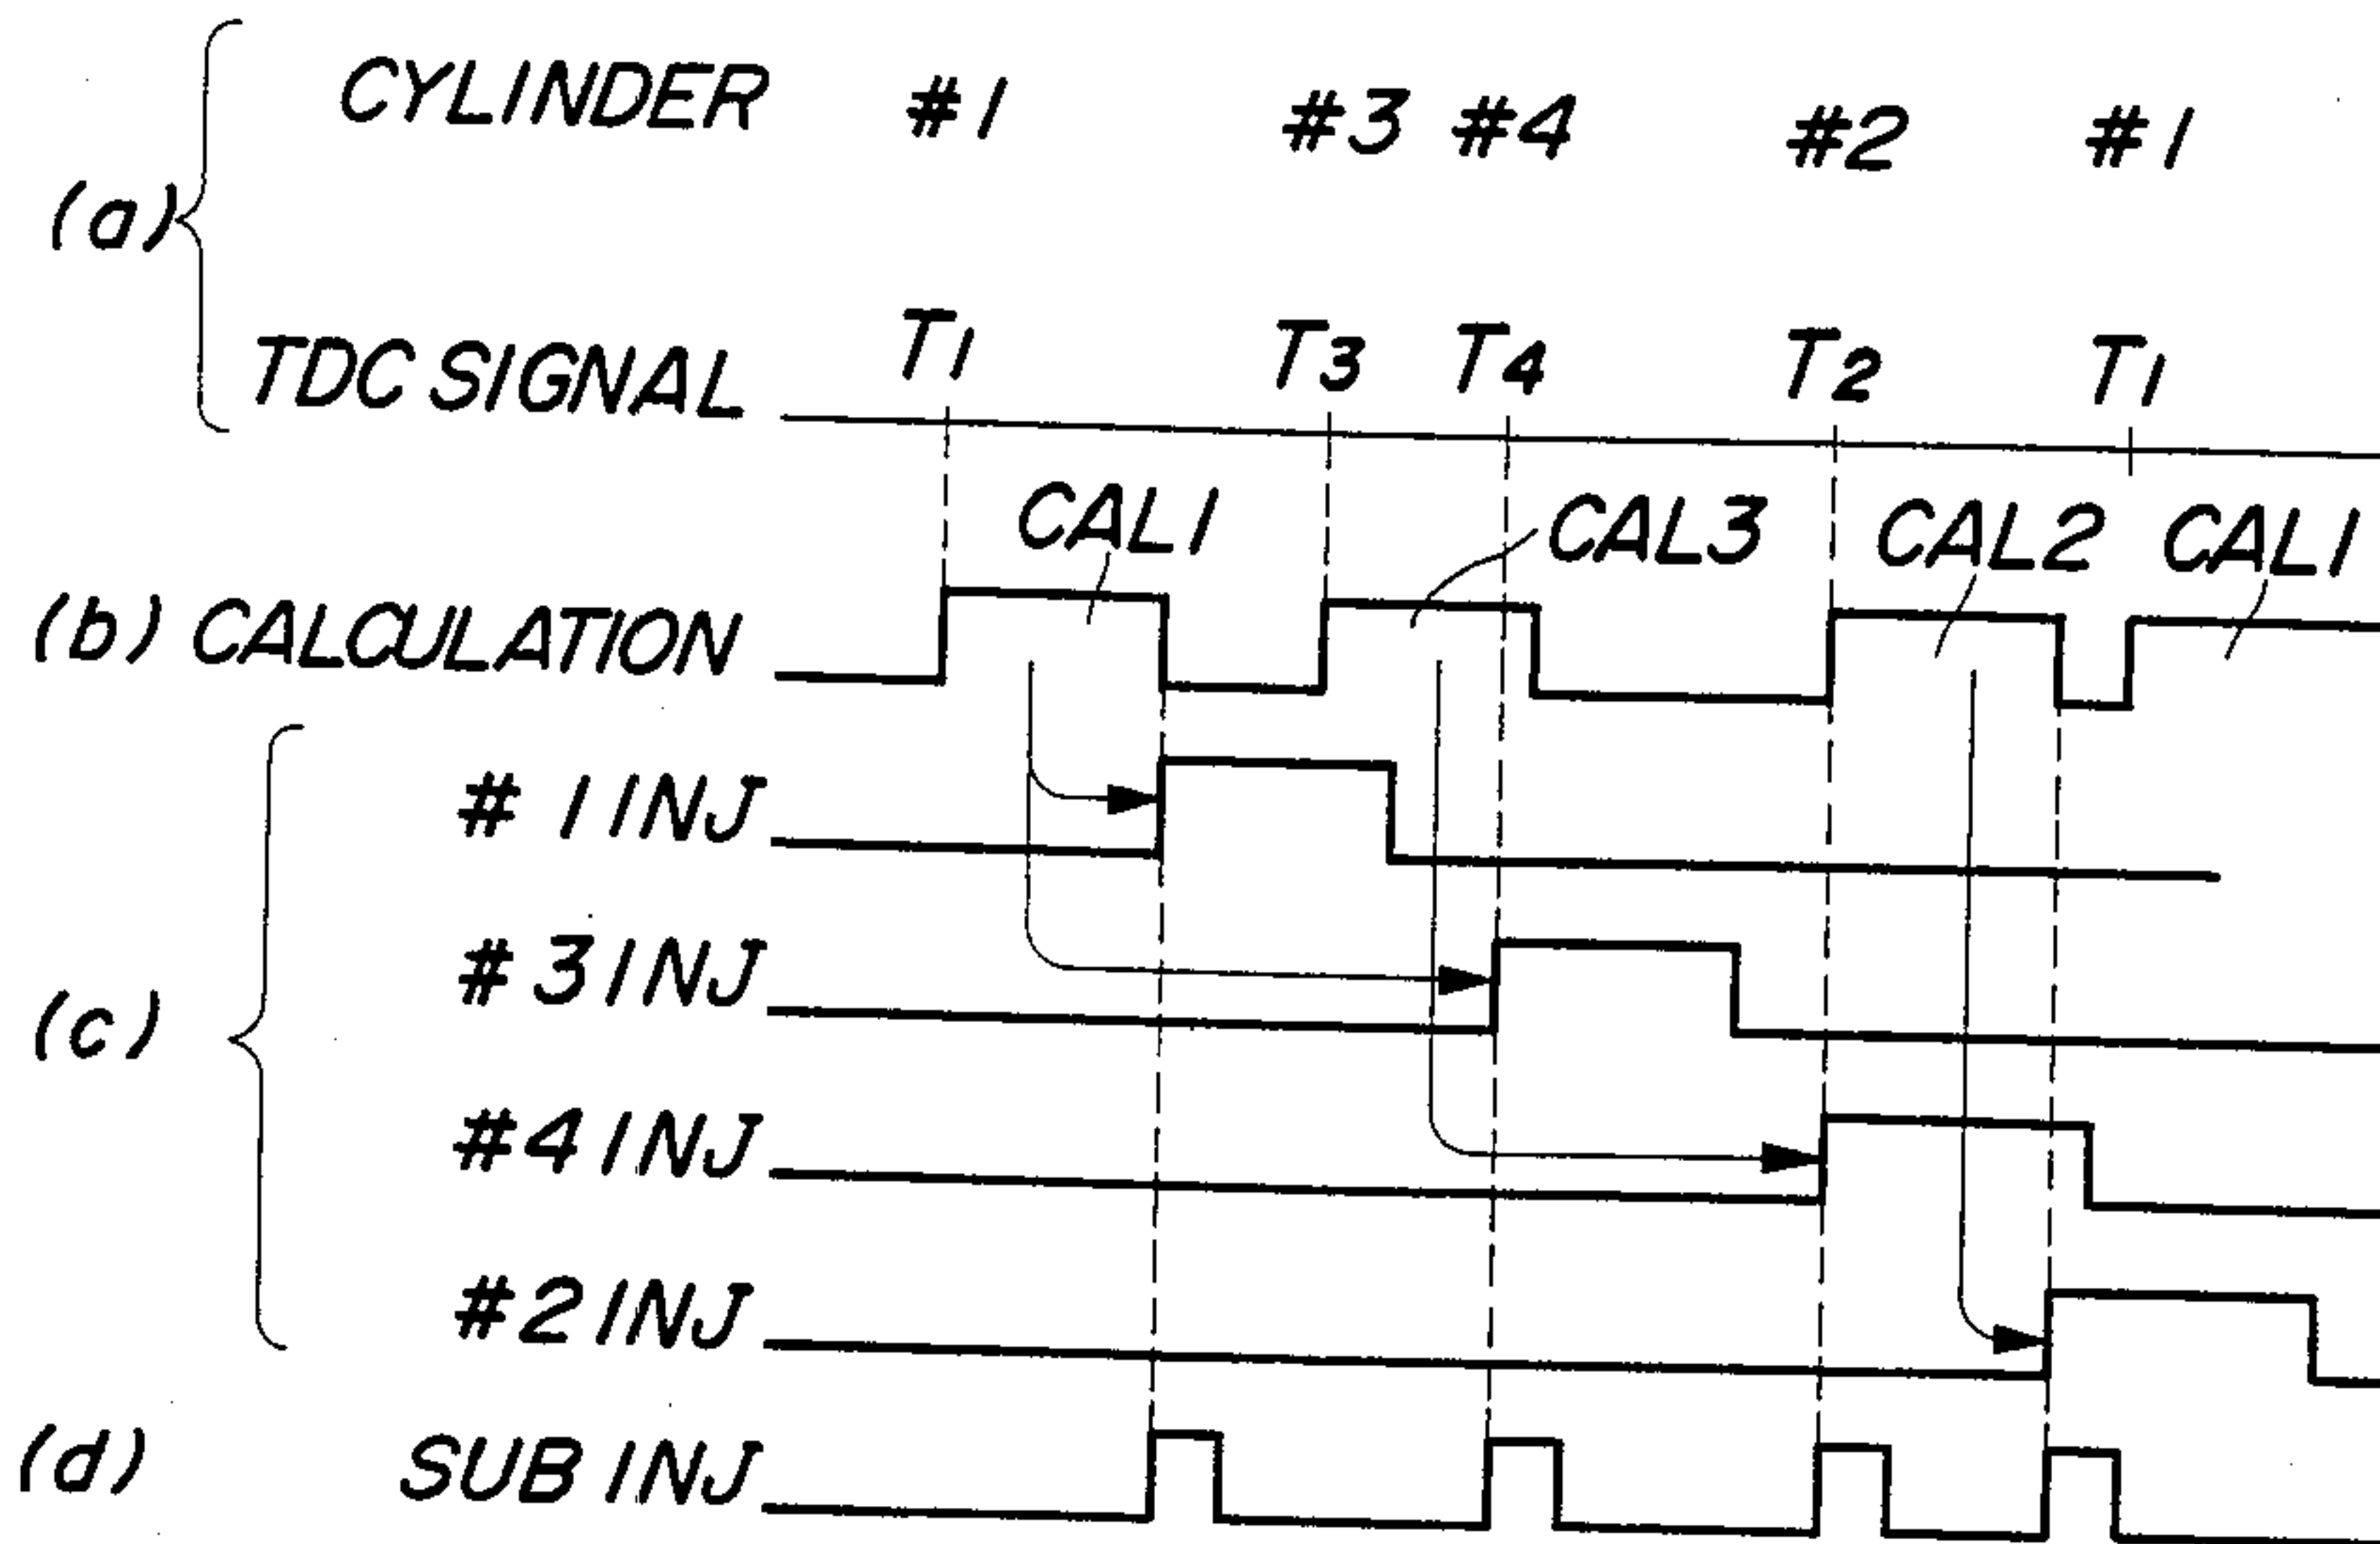 (a)
CYLINDER #1 #3 #4 #2 #1
TDC SIGNAL T1 T3 T4 T2 T1
CAL1 CAL3 CAL2 CAL1
(b) CALCULATION
(c)
#1 INJ
#3 INJ
#4 INJ
#2 INJ
(d) SUB INJ